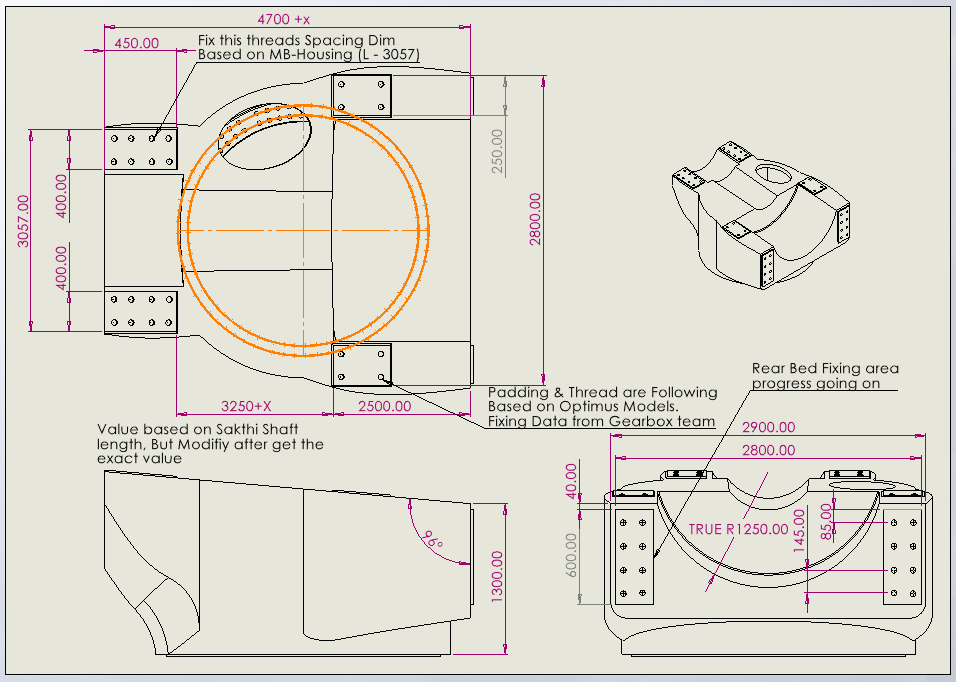 4700 +x
450.00
Fix this threads Spacing Dim
Based on MB-Housing (L - 3057)
250.00
2800.00
3057.00
400.00
400.00
3250+X
2500.00
Padding & Thread are Following
Based on Optimus Models.
Fixing Data from Gearbox team
Rear Bed Fixing area
progress going on
Value based on Sakthi Shaft
length, But Modifiy after get the
exact value
96°
1300.00
2900.00
2800.00
40.00
600.00
TRUE R1250.00
145.00
85.00